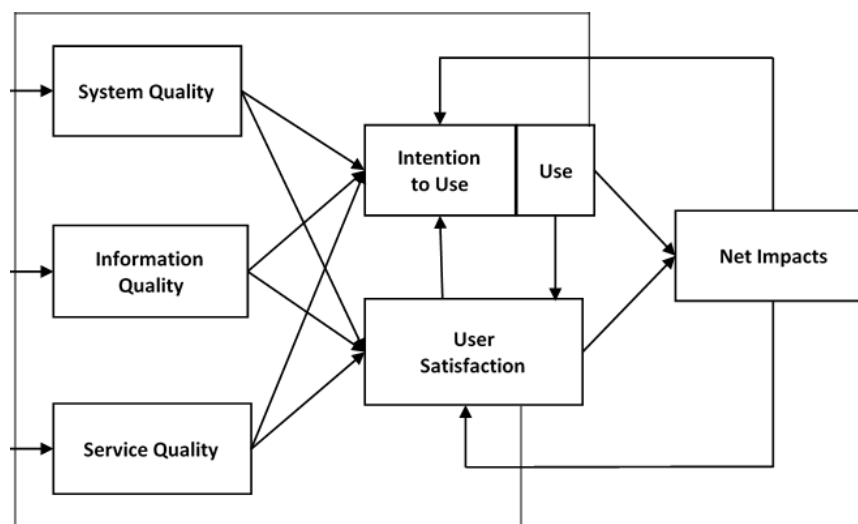 System Quality
Intention
to Use
Use
Information
Quality
Net Impacts
User
Satisfaction
Service Quality